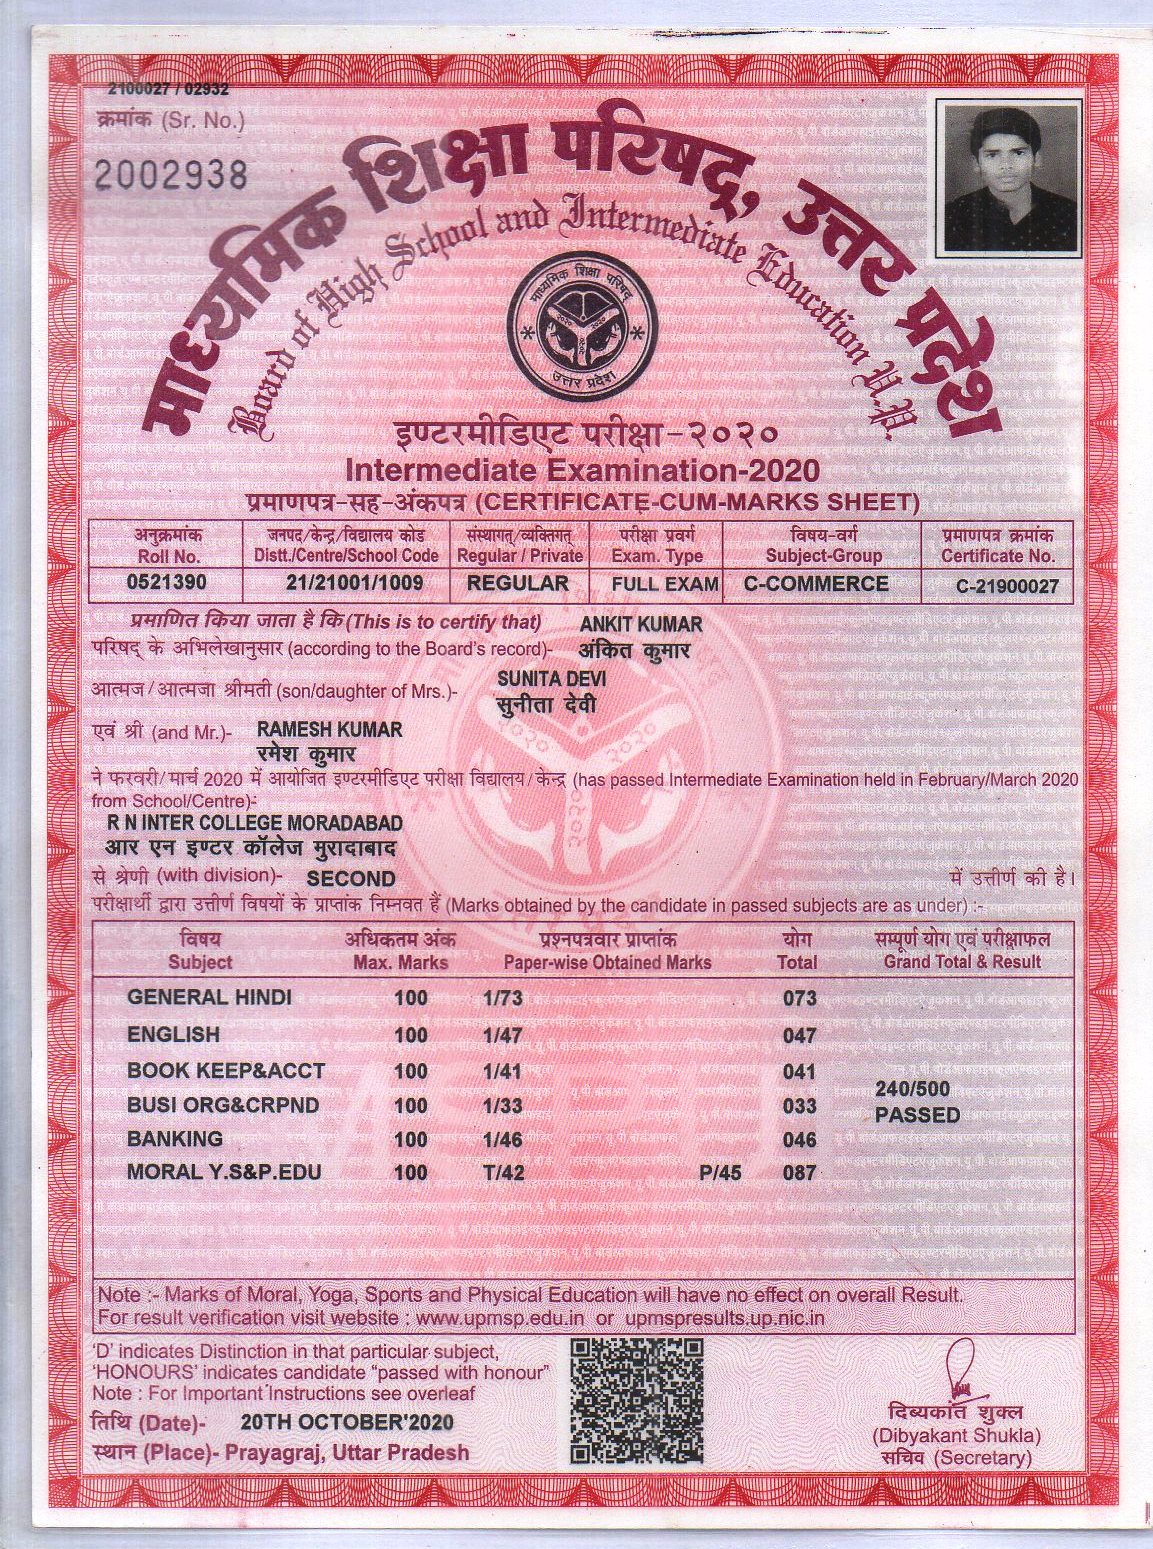 2100027 / 02932
क्रमांक (Sr. No.)
2002938
माध्यमिक शिक्षा परिषद्, उत्तर प्रदेश
Board of High School and Intermediate Education U.P.
माध्यमिक शिक्षा परिषद्
उत्तर प्रदेश
इण्टरमीडिएट परीक्षा-२०२०
Intermediate Examination-2020
प्रमाणपत्र-सह-अंकपत्र (CERTIFICATE-CUM-MARKS SHEET)
अनुक्रमांक जनपद/केन्द्र/विद्यालय कोड संस्थागत्/व्यक्तिगत् परीक्षा प्रवर्ग विषय-वर्ग प्रमाणपत्र क्रमांक
Roll No. Distt./Centre/School Code Regular / Private Exam. Type Subject-Group Certificate No.
0521390 21/21001/1009 REGULAR FULL EXAM C-COMMERCE C-21900027
प्रमाणित किया जाता है कि (This is to certify that) ANKIT KUMAR
परिषद् के अभिलेखानुसार (according to the Board's record)- अंकित कुमार
SUNITA DEVI
आत्मज/आत्मजा श्रीमती (son/daughter of Mrs.)-
सुनीता देवी
एवं श्री (and Mr.)- RAMESH KUMAR
रमेश कुमार
ने फरवरी/मार्च 2020 में आयोजित इण्टरमीडिएट परीक्षा विद्यालय/केन्द्र (has passed Intermediate Examination held in February/March 2020
from School/Centre)-
R N INTER COLLEGE MORADABAD
आर एन इण्टर कॉलेज मुरादाबाद
से श्रेणी (with division)- SECOND में उत्तीर्ण की है।
परीक्षार्थी द्वारा उत्तीर्ण विषयों के प्राप्तांक निम्नवत हैं (Marks obtained by the candidate in passed subjects are as under) :-
विषय अधिकतम अंक प्रश्नपत्रवार प्राप्तांक योग सम्पूर्ण योग एवं परीक्षाफल
Subject Max. Marks Paper-wise Obtained Marks Total Grand Total & Result
GENERAL HINDI 100 1/73 073
ENGLISH 100 1/47 047
BOOK KEEP&ACCT 100 1/41 041
240/500
BUSI ORG&CRPND 100 1/33 033
PASSED
BANKING 100 1/46 046
MORAL Y.S&P.EDU 100 T/42 P/45 087
Note :- Marks of Moral, Yoga, Sports and Physical Education will have no effect on overall Result.
For result verification visit website : www.upmsp.edu.in or upmspresults.up.nic.in
'D' indicates Distinction in that particular subject,
'HONOURS' indicates candidate "passed with honour"
Note : For Important Instructions see overleaf
तिथि (Date)- 20TH OCTOBER'2020
स्थान (Place)- Prayagraj, Uttar Pradesh
दिब्यकांत शुक्ल
(Dibyakant Shukla)
सचिव (Secretary)